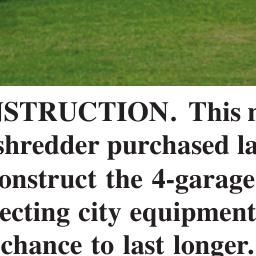 NSTRUCTION. This
shredder purchased la
onstruct the 4-garage
ecting city equipment
chance to last longer.